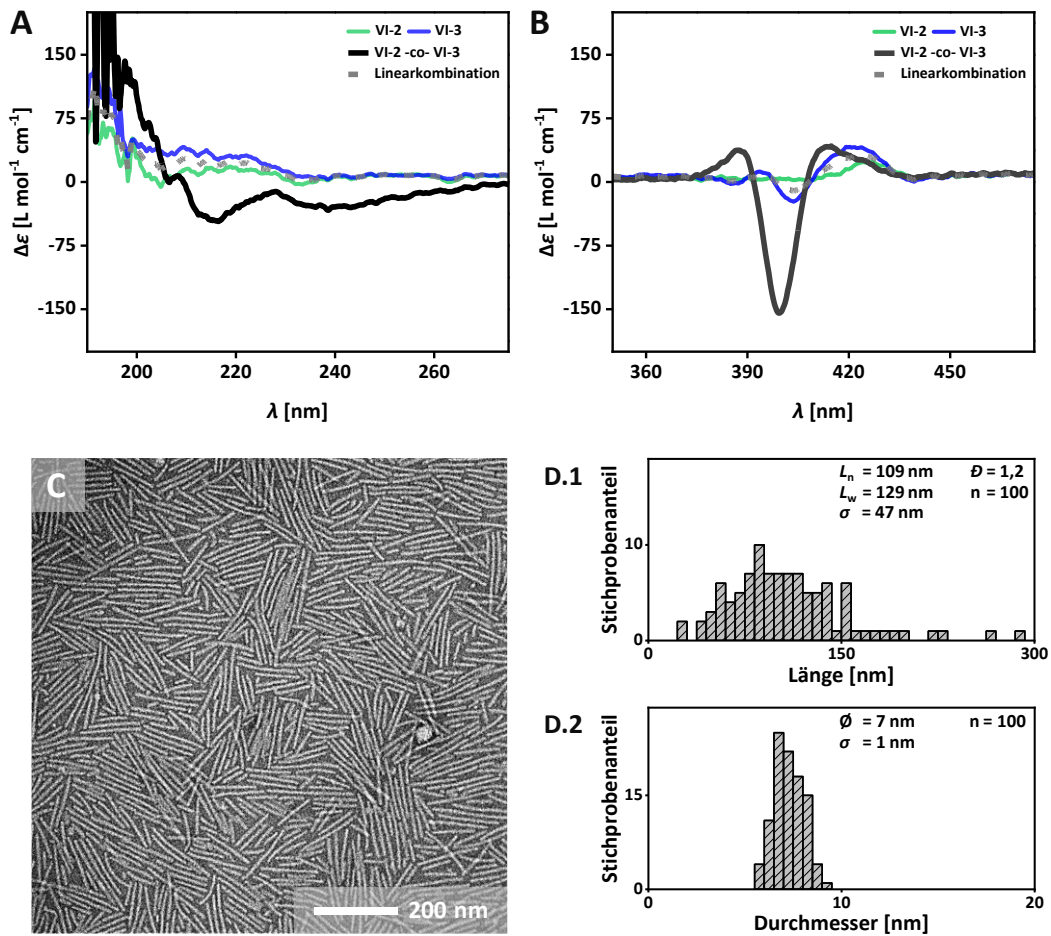 A
VI-2 VI-3
VI-2 -co- VI-3
Linearkombination
150
75
0
-75
-150
Δε [L mol⁻¹ cm⁻¹]
200 220 240 260
λ [nm]
B
VI-2 VI-3
VI-2 -co- VI-3
Linearkombination
150
75
0
-75
-150
Δε [L mol⁻¹ cm⁻¹]
360 390 420 450
λ [nm]
C
200 nm
D.1
Stichprobenanteil
Lₙ = 109 nm Đ = 1,2
L_w = 129 nm n = 100
σ = 47 nm
10
0
0 150 300
Länge [nm]
D.2
Stichprobenanteil
Ø = 7 nm n = 100
σ = 1 nm
15
0
0 10 20
Durchmesser [nm]